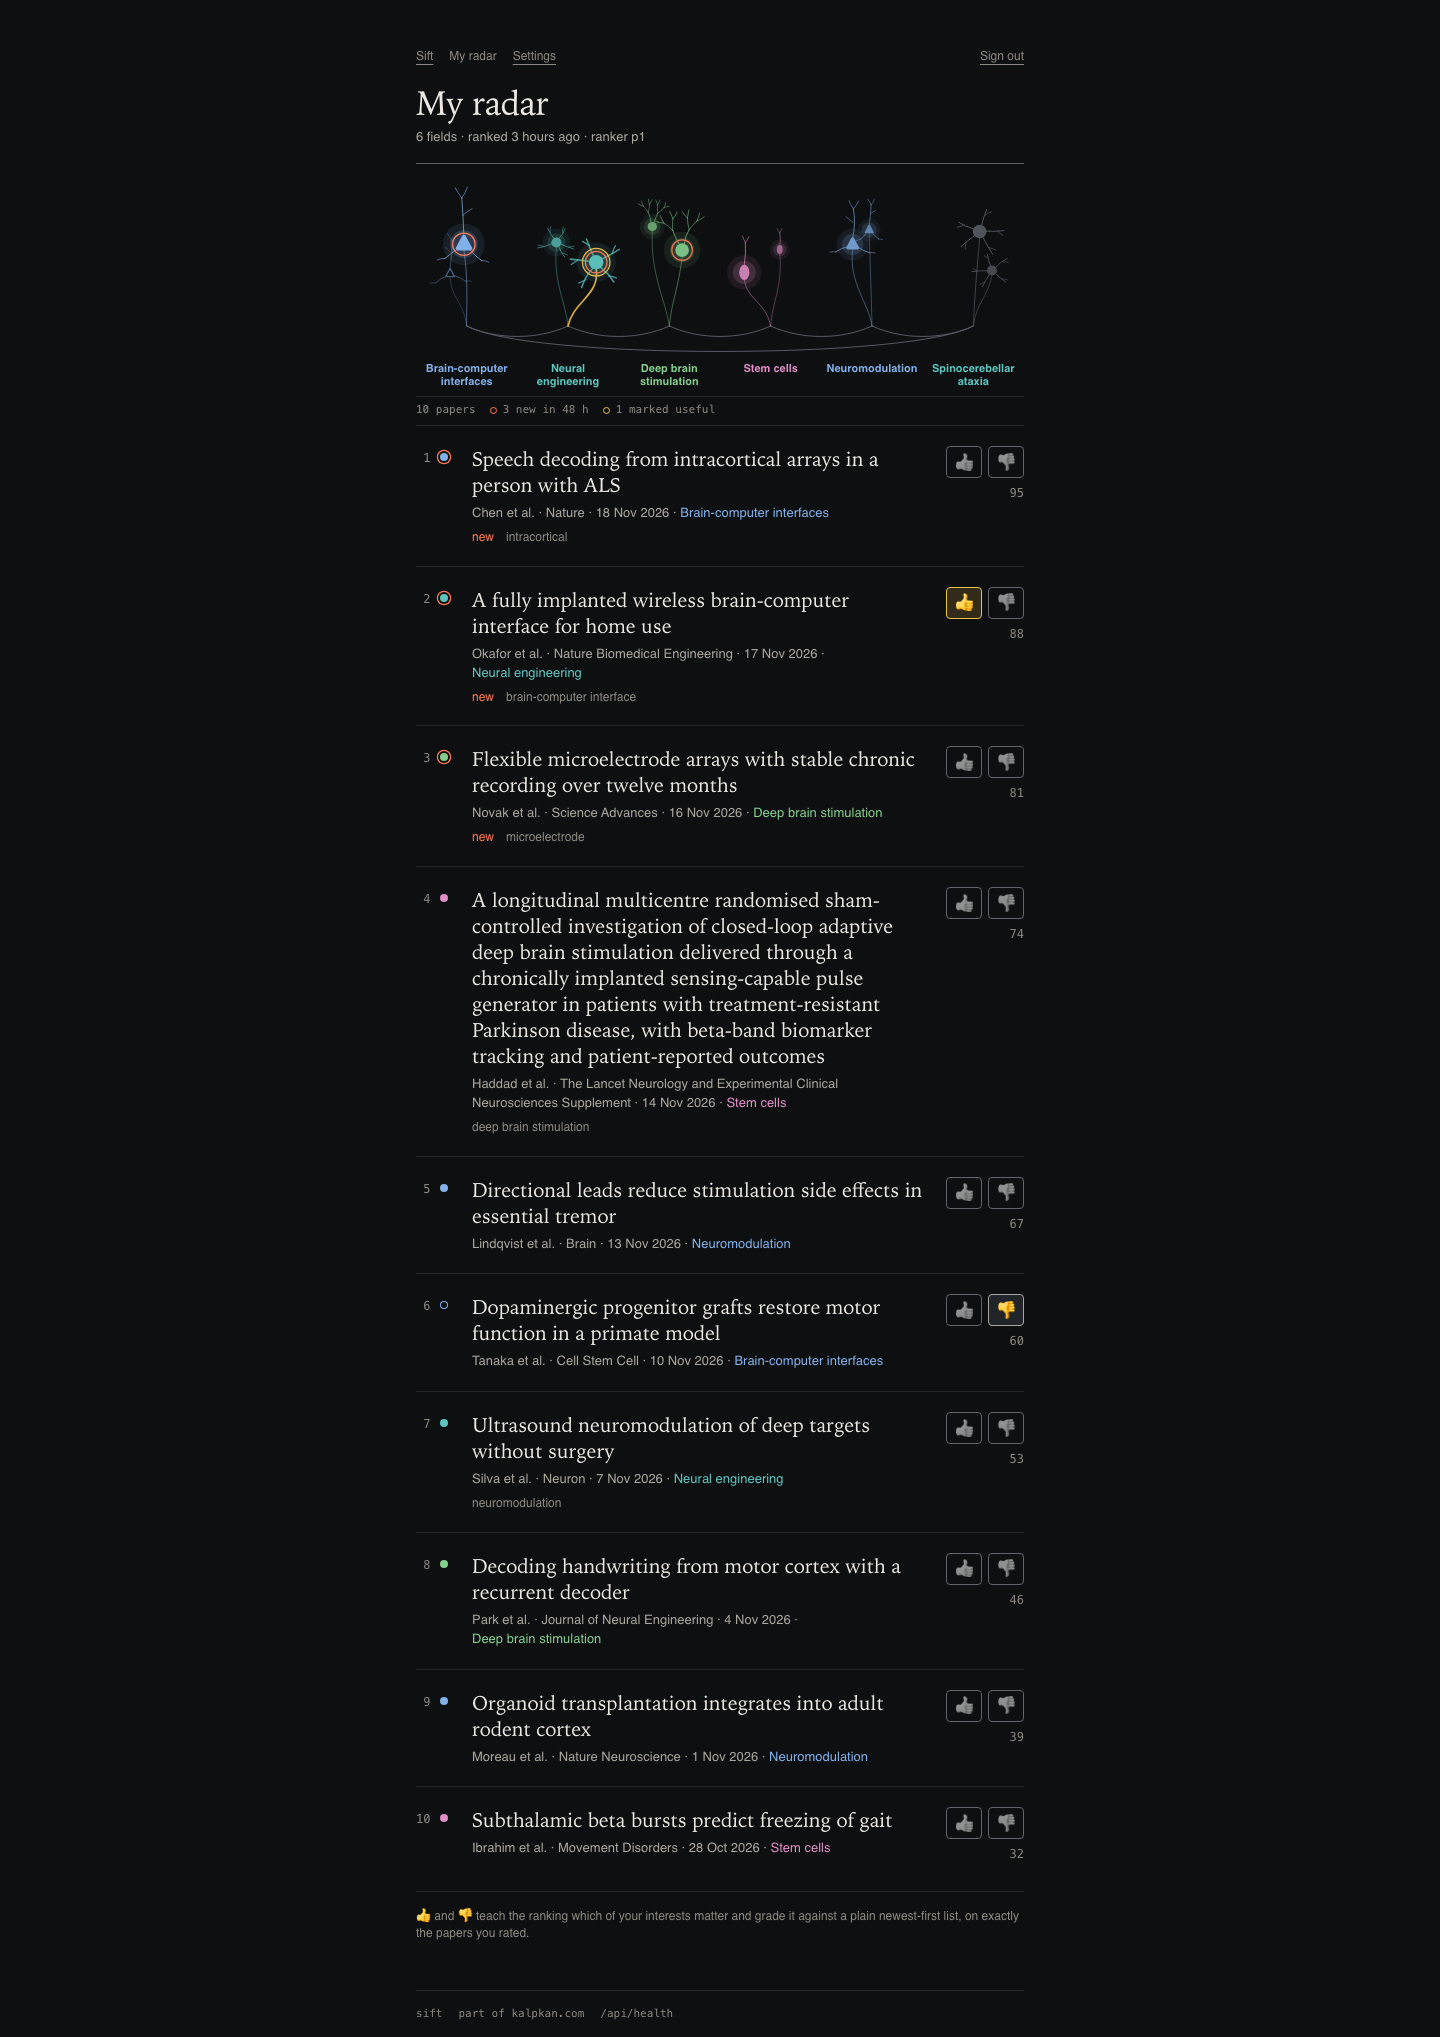 Sift My radar Settings Sign out
My radar
6 fields · ranked 3 hours ago · ranker p1
Brain-computer interfaces
Neural engineering
Deep brain stimulation
Stem cells
Neuromodulation
Spinocerebellar ataxia
10 papers 3 new in 48 h 1 marked useful
1 Speech decoding from intracortical arrays in a
person with ALS
95
Chen et al. · Nature · 18 Nov 2026 · Brain-computer interfaces
new intracortical
2 A fully implanted wireless brain-computer
interface for home use
88
Okafor et al. · Nature Biomedical Engineering · 17 Nov 2026 ·
Neural engineering
new brain-computer interface
3 Flexible microelectrode arrays with stable chronic
recording over twelve months
81
Novak et al. · Science Advances · 16 Nov 2026 · Deep brain stimulation
new microelectrode
4 A longitudinal multicentre randomised sham-
controlled investigation of closed-loop adaptive
74
deep brain stimulation delivered through a
chronically implanted sensing-capable pulse
generator in patients with treatment-resistant
Parkinson disease, with beta-band biomarker
tracking and patient-reported outcomes
Haddad et al. · The Lancet Neurology and Experimental Clinical
Neurosciences Supplement · 14 Nov 2026 · Stem cells
deep brain stimulation
5 Directional leads reduce stimulation side effects in
essential tremor
67
Lindqvist et al. · Brain · 13 Nov 2026 · Neuromodulation
6 Dopaminergic progenitor grafts restore motor
function in a primate model
60
Tanaka et al. · Cell Stem Cell · 10 Nov 2026 · Brain-computer interfaces
7 Ultrasound neuromodulation of deep targets
without surgery
53
Silva et al. · Neuron · 7 Nov 2026 · Neural engineering
neuromodulation
8 Decoding handwriting from motor cortex with a
recurrent decoder
46
Park et al. · Journal of Neural Engineering · 4 Nov 2026 ·
Deep brain stimulation
9 Organoid transplantation integrates into adult
rodent cortex
39
Moreau et al. · Nature Neuroscience · 1 Nov 2026 · Neuromodulation
10 Subthalamic beta bursts predict freezing of gait
Ibrahim et al. · Movement Disorders · 28 Oct 2026 · Stem cells
32
👍 and 👎 teach the ranking which of your interests matter and grade it against a plain newest-first list, on exactly
the papers you rated.
sift part of kalpkan.com /api/health